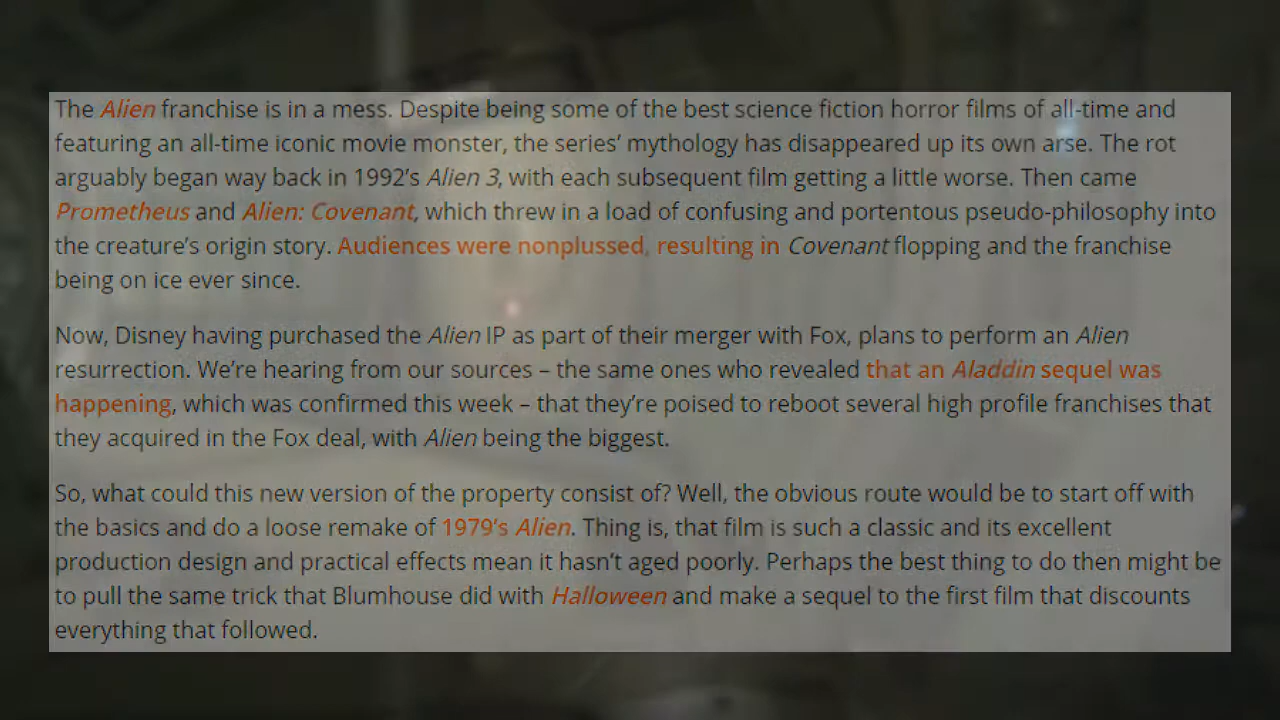 The Alien franchise is in a mess. Despite being some of the best science fiction horror films of all-time and
featuring an all-time iconic movie monster, the series’ mythology has disappeared up its own arse. The rot
arguably began way back in 1992’s Alien 3, with each subsequent film getting a little worse. Then came
Prometheus and Alien: Covenant, which threw in a load of confusing and portentous pseudo-philosophy into
the creature’s origin story. Audiences were nonplussed, resulting in Covenant flopping and the franchise
being on ice ever since.
Now, Disney having purchased the Alien IP as part of their merger with Fox, plans to perform an Alien
resurrection. We’re hearing from our sources – the same ones who revealed that an Aladdin sequel was
happening, which was confirmed this week – that they’re poised to reboot several high profile franchises that
they acquired in the Fox deal, with Alien being the biggest.
So, what could this new version of the property consist of? Well, the obvious route would be to start off with
the basics and do a loose remake of 1979’s Alien. Thing is, that film is such a classic and its excellent
production design and practical effects mean it hasn’t aged poorly. Perhaps the best thing to do then might be
to pull the same trick that Blumhouse did with Halloween and make a sequel to the first film that discounts
everything that followed.